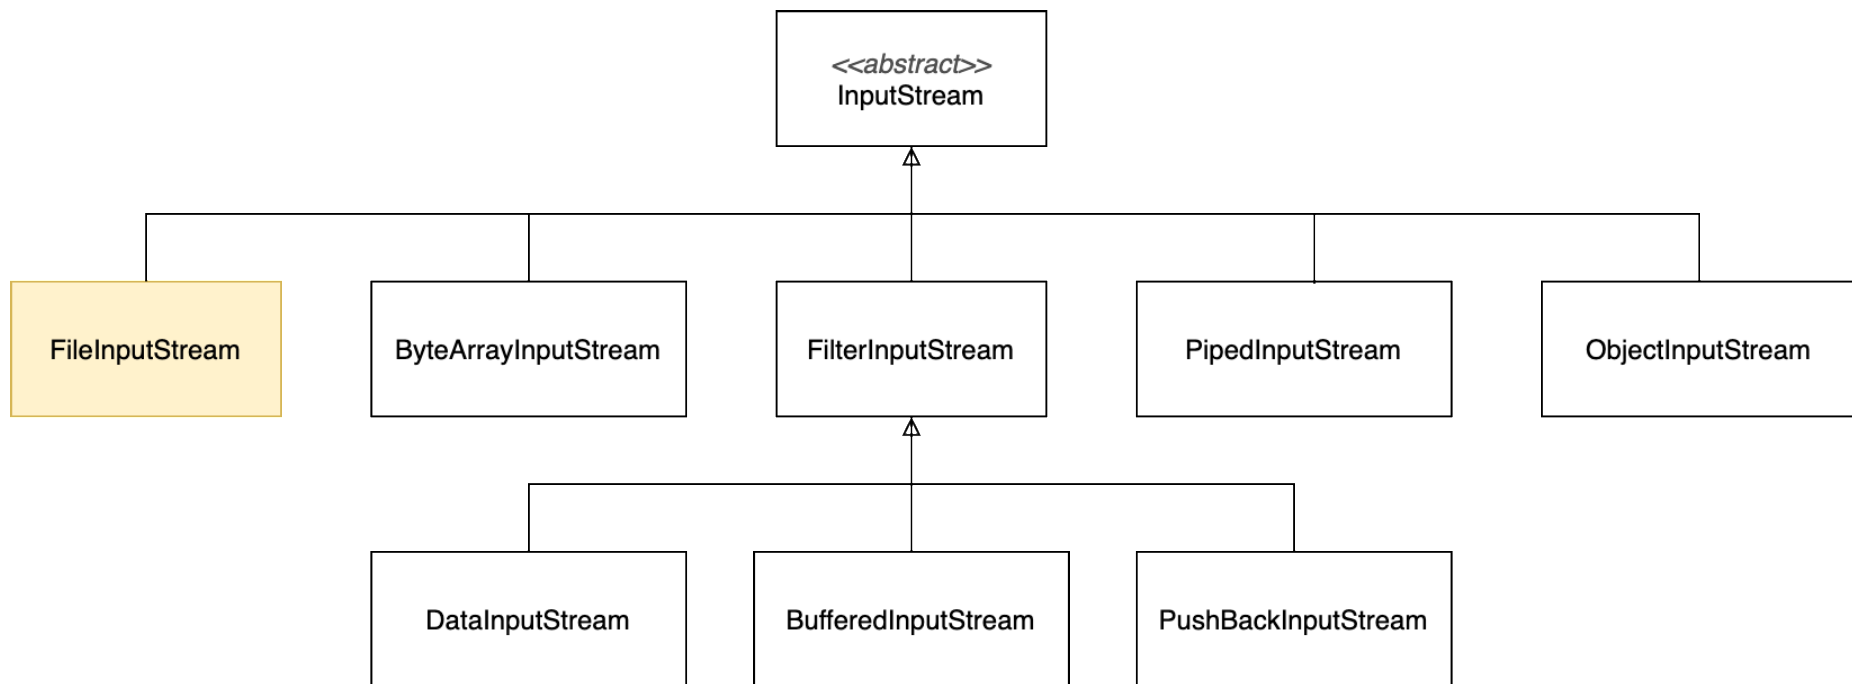 <<abstract>>
InputStream
FileInputStream
ByteArrayInputStream
FilterInputStream
PipedInputStream
ObjectInputStream
DataInputStream
BufferedInputStream
PushBackInputStream